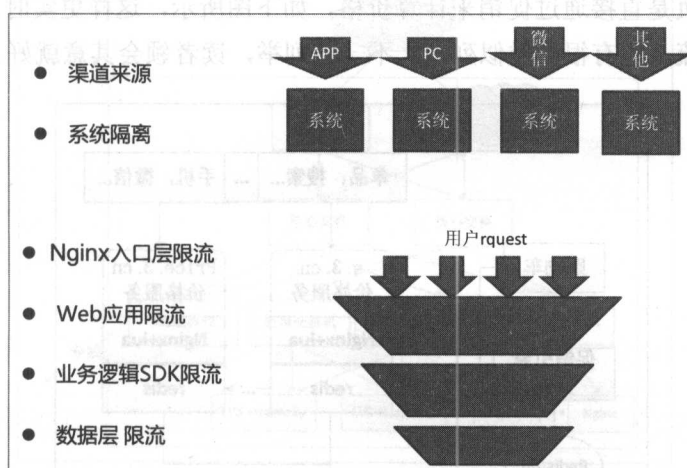 APP
PC
微信
其他
● 渠道来源
系统
系统
系统
系统
● 系统隔离
用户rquest
● Nginx入口层限流
● Web应用限流
● 业务逻辑SDK限流
● 数据层 限流